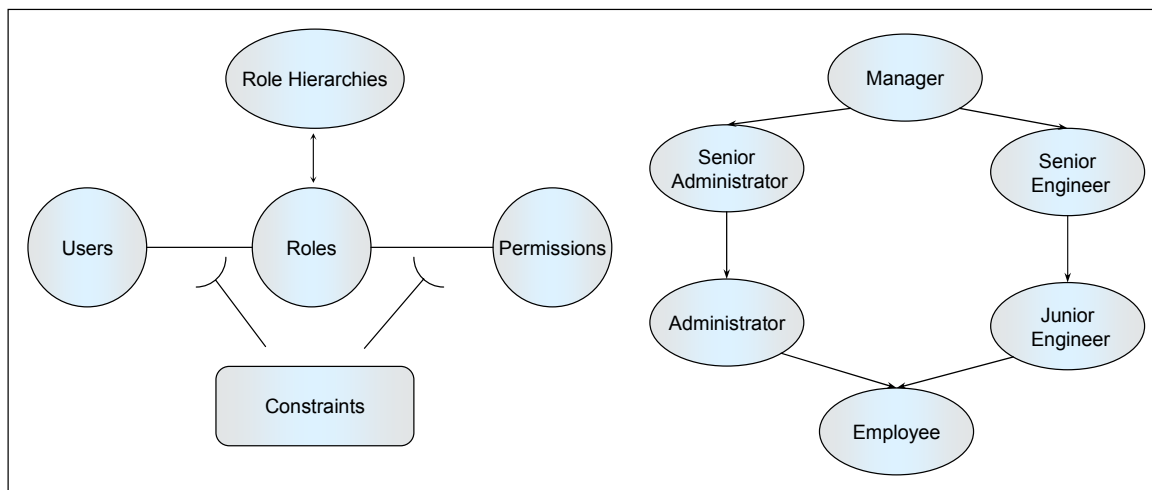 Role Hierarchies
Users
Roles
Permissions
Constraints
Manager
Senior
Administrator
Senior
Engineer
Administrator
Junior
Engineer
Employee